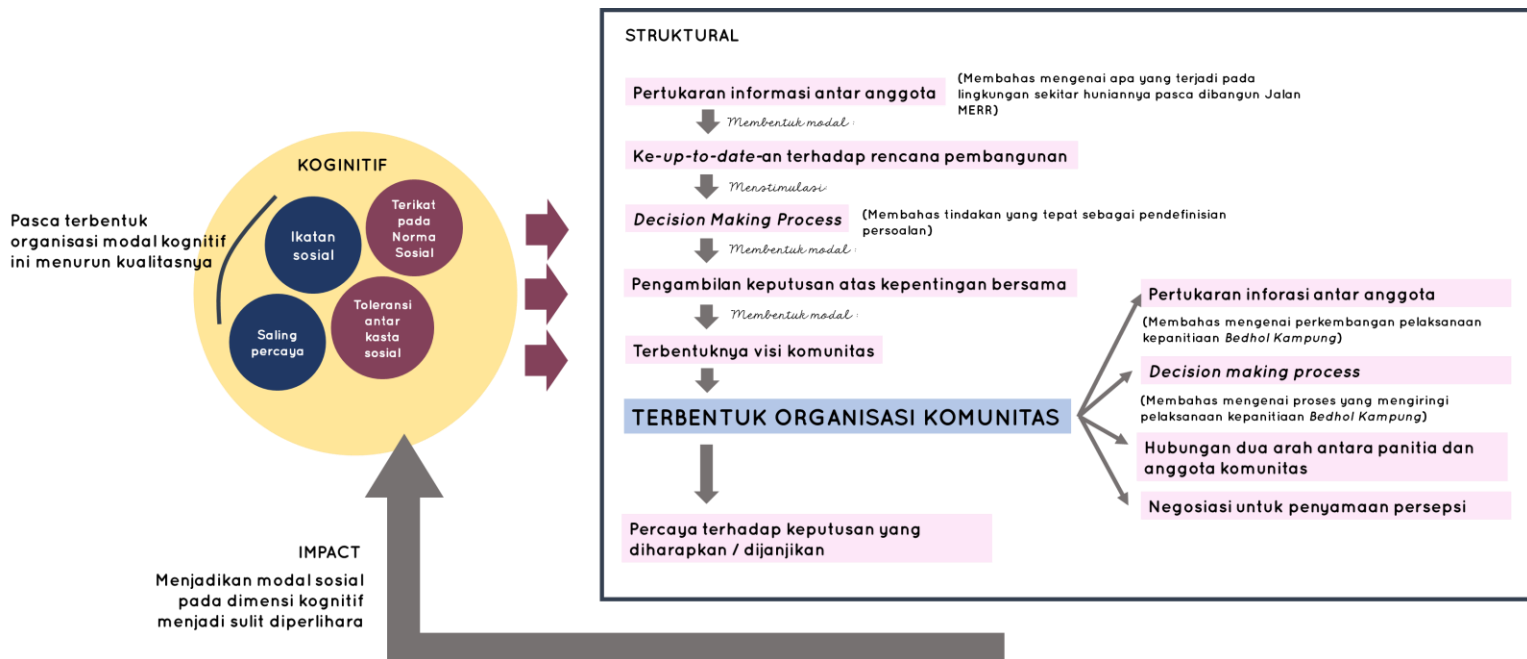 Pasca terbentuk
organisasi modal kognitif
ini menurun kualitasnya
KOGINITIF
Ikatan
sosial
Terikat
pada
Norma
Sosial
Saling
percaya
Toleransi
antar
kasta
sosial
IMPACT
Menjadikan modal sosial
pada dimensi kognitif
menjadi sulit diperlihara
STRUKTURAL
Pertukaran informasi antar anggota
(Membahas mengenai apa yang terjadi pada
lingkungan sekitar huniannya pasca dibangun Jalan
MERR)
Membentuk modal :
Ke-up-to-date-an terhadap rencana pembangunan
Menstimulasi:
Decision Making Process
(Membahas tindakan yang tepat sebagai pendefinisian
persoalan)
Membentuk modal :
Pengambilan keputusan atas kepentingan bersama
Membentuk modal :
Terbentuknya visi komunitas
TERBENTUK ORGANISASI KOMUNITAS
Percaya terhadap keputusan yang
diharapkan / dijanjikan
Pertukaran inforasi antar anggota
(Membahas mengenai perkembangan pelaksanaan
kepanitiaan Bedhol Kampung)
Decision making process
(Membahas mengenai proses yang mengiringi
pelaksanaan kepanitiaan Bedhol Kampung)
Hubungan dua arah antara panitia dan
anggota komunitas
Negosiasi untuk penyamaan persepsi